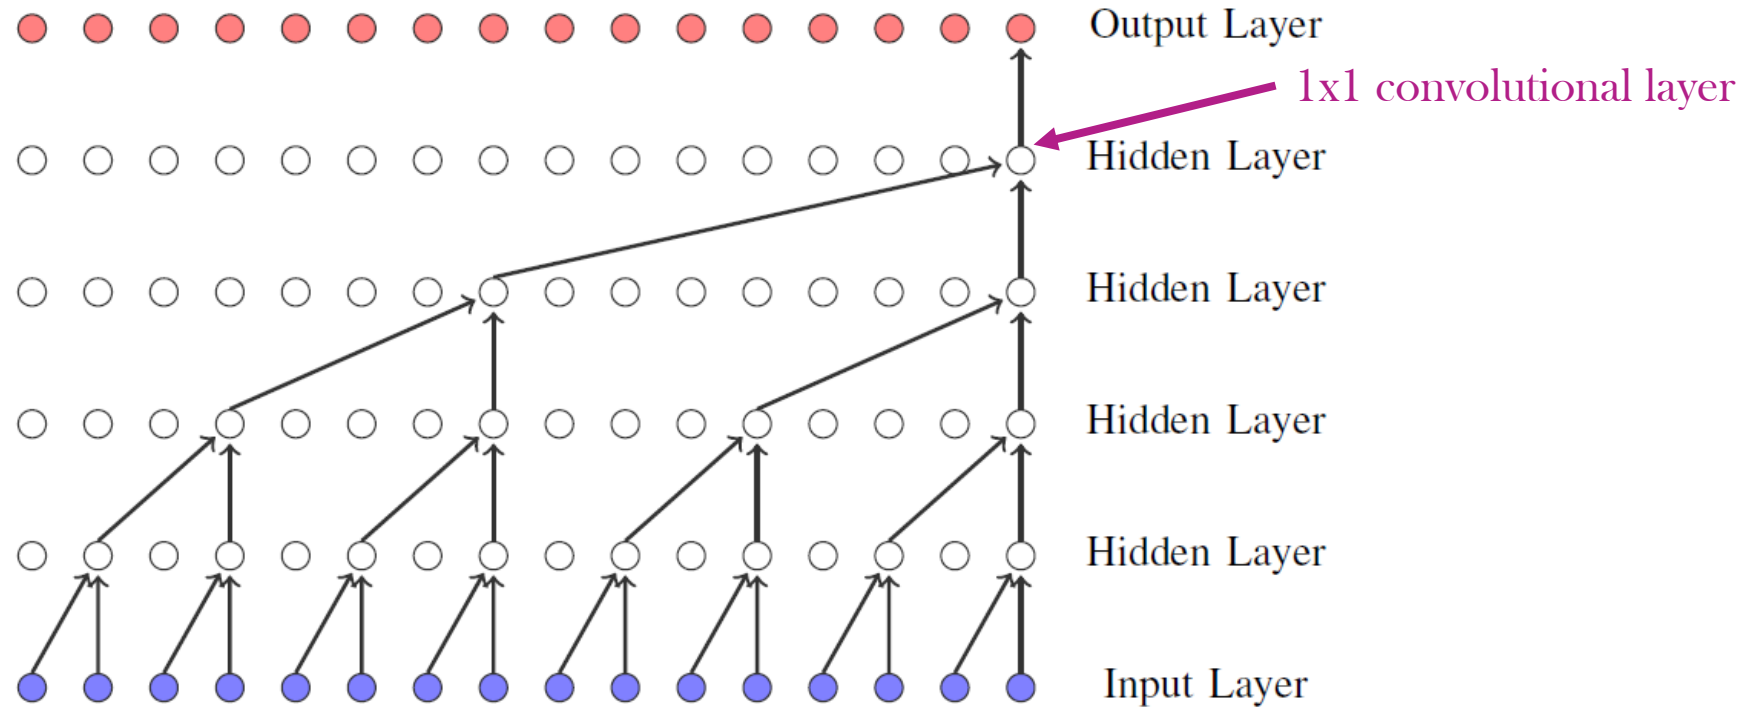 Output Layer
1x1 convolutional layer
Hidden Layer
Hidden Layer
Hidden Layer
Hidden Layer
Input Layer